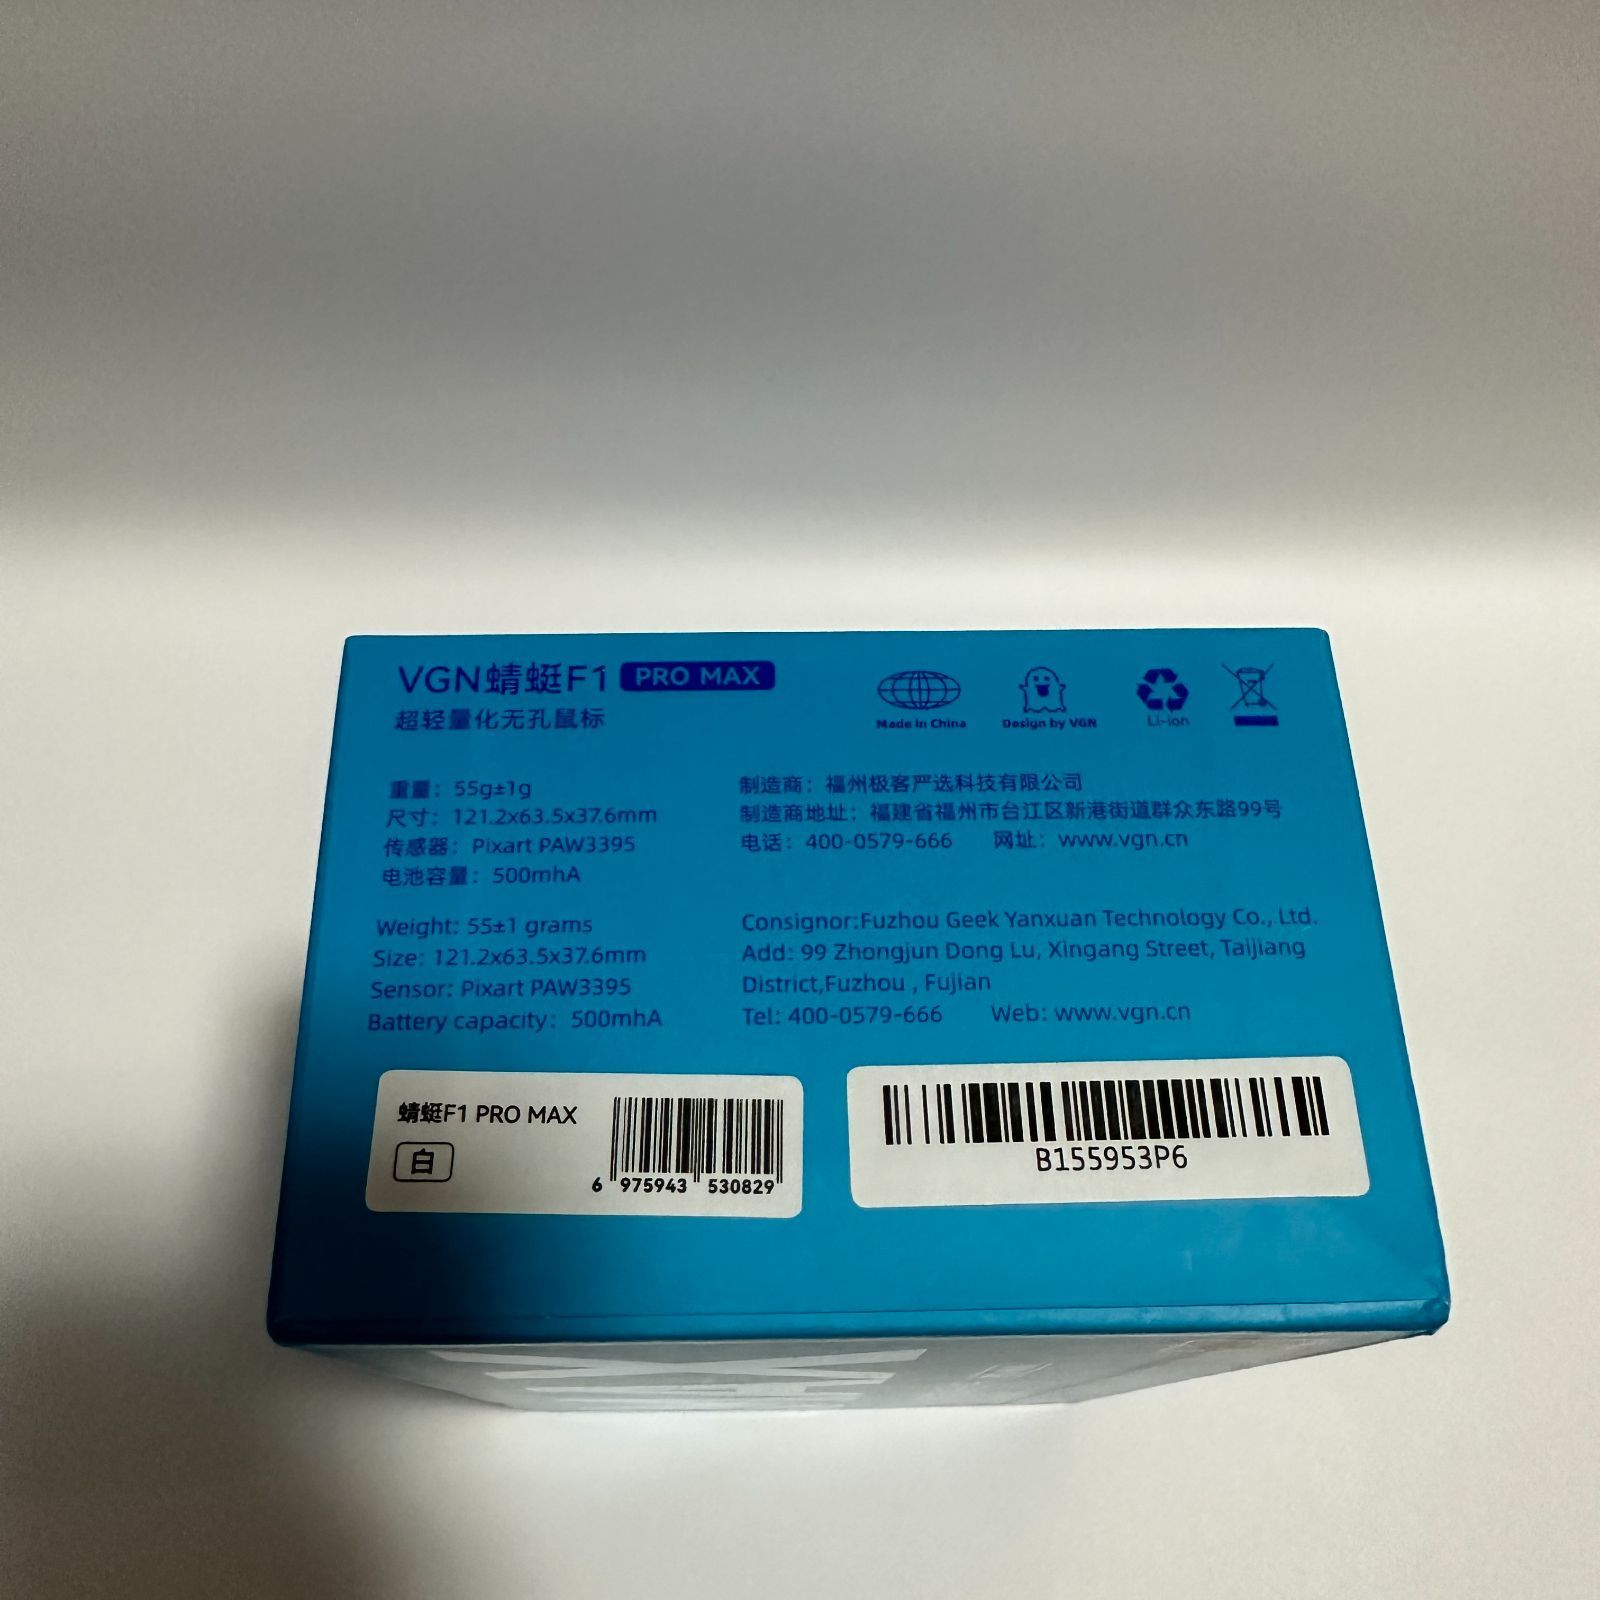 VGN蜻蜓F1 PRO MAX
超轻量化无孔鼠标
Made in China
Design by VGN
Li-ion
重量：55g±1g
尺寸：121.2x63.5x37.6mm
传感器：Pixart PAW3395
电池容量：500mhA
制造商：福州极客严选科技有限公司
制造商地址：福建省福州市台江区新港街道群众东路99号
电话：400-0579-666 网址：www.vgn.cn
Weight: 55±1 grams
Size: 121.2x63.5x37.6mm
Sensor: Pixart PAW3395
Battery capacity：500mhA
Consignor:Fuzhou Geek Yanxuan Technology Co., Ltd.
Add: 99 Zhongjun Dong Lu, Xingang Street, Taijiang
District,Fuzhou , Fujian
Tel: 400-0579-666 Web: www.vgn.cn
蜻蜓F1 PRO MAX
白
6 975943 530829
B155953P6